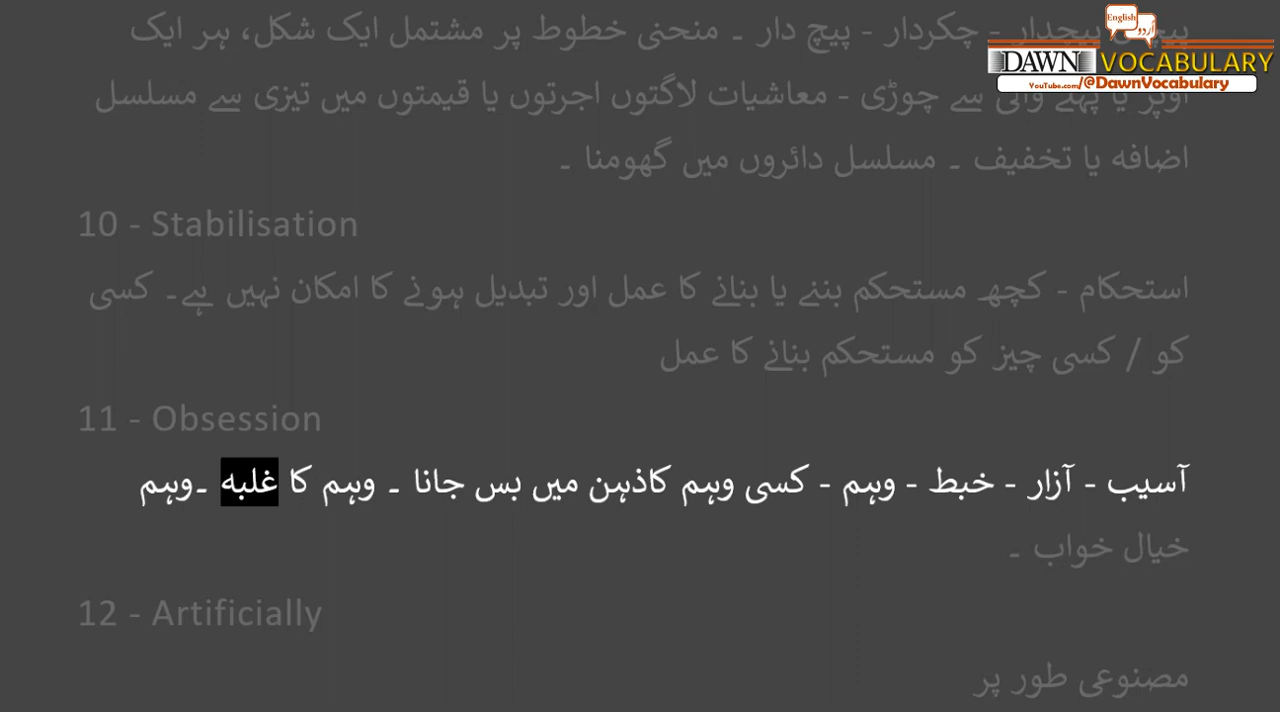 پیچدار - چکردار - پیچ دار ۔ منحنی خطوط پر مشتمل ایک شکل، ہر ایک
English
اردو
DAWN VOCABULARY
YouTube.com/@DawnVocabulary
اوپر یا پہلے والی سے چوڑی - معاشیات لاگتوں اجرتوں یا قیمتوں میں تیزی سے مسلسل
اضافہ یا تخفیف ۔ مسلسل دائروں میں گھومنا ۔
10 - Stabilisation
استحکام - کچھ مستحکم بننے یا بنانے کا عمل اور تبدیل ہونے کا امکان نہیں ہے۔ کسی
کو / کسی چیز کو مستحکم بنانے کا عمل
11 - Obsession
آسیب - آزار - خبط - وہم - کسی وہم کاذہن میں بس جانا ۔ وہم کا غلبہ ۔وہم
خیال خواب ۔
12 - Artificially
مصنوعی طور پر